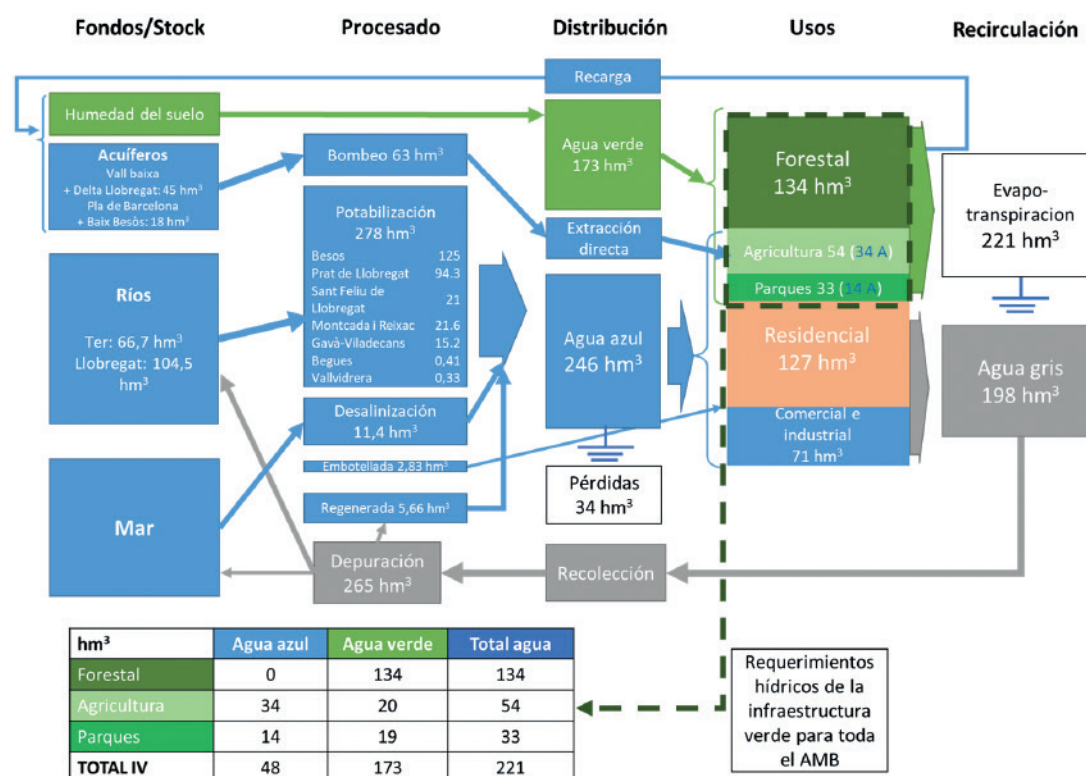 Fondos/Stock
Procesado
Distribución
Usos
Recirculación
Recarga
Humedad del suelo
Acuíferos
Vall baixa
+ Delta Llobregat: 45 hm³
Pla de Barcelona
+ Baix Besòs: 18 hm³
Ríos
Ter: 66,7 hm³
Llobregat: 104,5
hm³
Mar
Bombeo 63 hm³
Potabilización
278 hm³
Besos 125
Prat de Llobregat 94.3
Sant Feliu de
Llobregat 21
Montcada i Reixac 21.6
Gavà-Viladecans 15.2
Begues 0,41
Vallvidrera 0,33
Desalinización
11,4 hm³
Embotellada 2,83 hm³
Regenerada 5,66 hm³
Depuración
265 hm³
Agua verde
173 hm³
Extracción
directa
Agua azul
246 hm³
Pérdidas
34 hm³
Recolección
Forestal
134 hm³
Agricultura 54 (34 A)
Parques 33 (14 A)
Residencial
127 hm³
Comercial e
industrial
71 hm³
Evapo-
transpiracion
221 hm³
Agua gris
198 hm³
hm³ Agua azul Agua verde Total agua
Forestal 0 134 134
Agricultura 34 20 54
Parques 14 19 33
TOTAL IV 48 173 221
Requerimientos
hídricos de la
infraestructura
verde para toda
el AMB